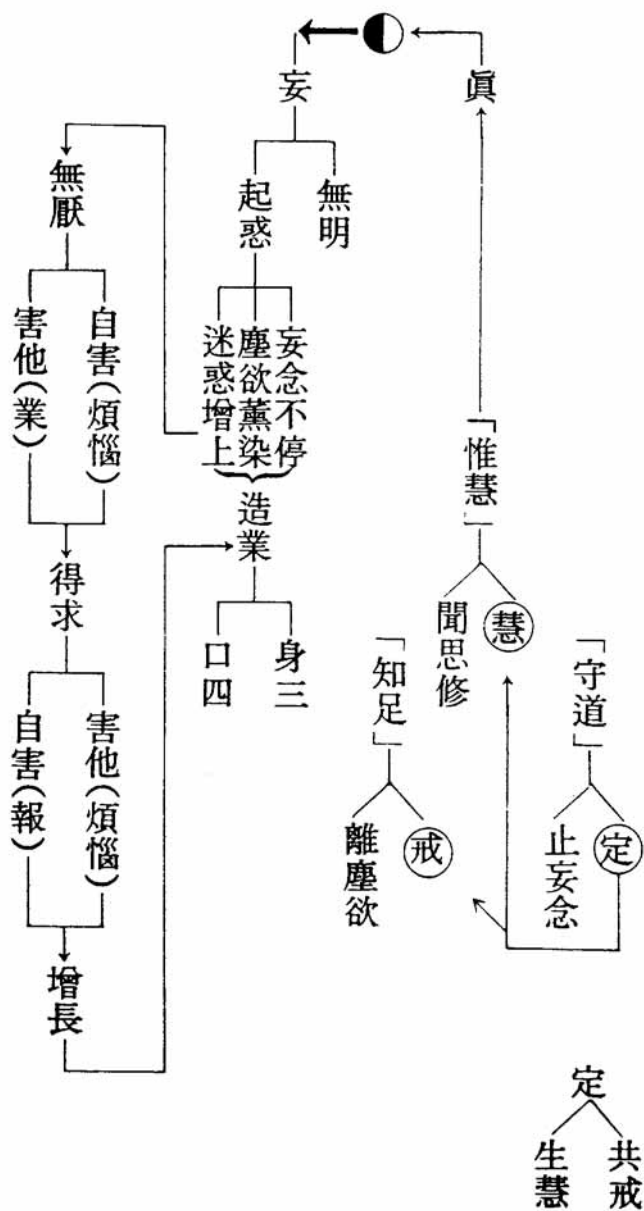 眞
妄
無明
起惑
妄念不停
塵欲薰染
迷惑增上
造業
身三
口四
無厭
自害(煩惱)
害他(業)
得求
害他(煩惱)
自害(報)
增長
「守道」
定
止妄念
「惟慧」
慧
聞思修
「知足」
戒
離塵欲
定
共戒
生慧